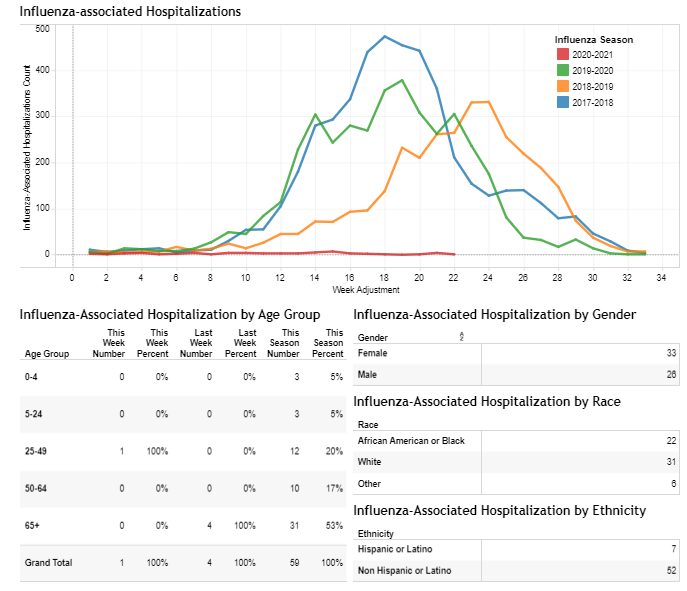 Influenza-associated Hospitalizations
Influenza-Associated Hospitalizations Count
500
400
300
200
100
0
0 2 4 6 8 10 12 14 16 18 20 22 24 26 28 30 32 34
Week Adjustment
Influenza Season
2020-2021
2019-2020
2018-2019
2017-2018
Influenza-Associated Hospitalization by Age Group
Age Group This Week Number This Week Percent Last Week Number Last Week Percent This Season Number This Season Percent
0-4 0 0% 0 0% 3 5%
5-24 0 0% 0 0% 3 5%
25-49 1 100% 0 0% 12 20%
50-64 0 0% 0 0% 10 17%
65+ 0 0% 4 100% 31 53%
Grand Total 1 100% 4 100% 59 100%
Influenza-Associated Hospitalization by Gender
Gender
Female 33
Male 26
Influenza-Associated Hospitalization by Race
Race
African American or Black 22
White 31
Other 6
Influenza-Associated Hospitalization by Ethnicity
Ethnicity
Hispanic or Latino 7
Non Hispanic or Latino 52